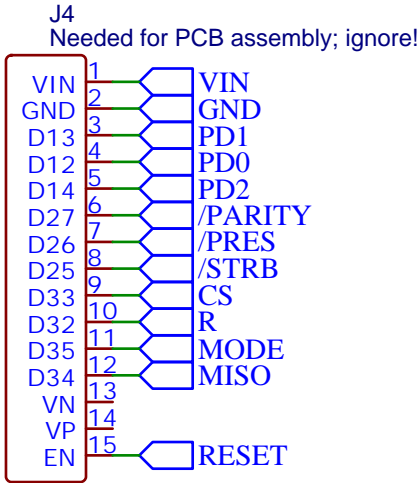 J4
Needed for PCB assembly; ignore!
VIN 1 VIN
GND 2 GND
D13 3 PD1
D12 4 PD0
D14 5 PD2
D27 6 /PARITY
D26 7 /PRES
D25 8 /STRB
D33 9 CS
D32 10 R
D35 11 MODE
D34 12 MISO
VN 13
VP 14
EN 15 RESET